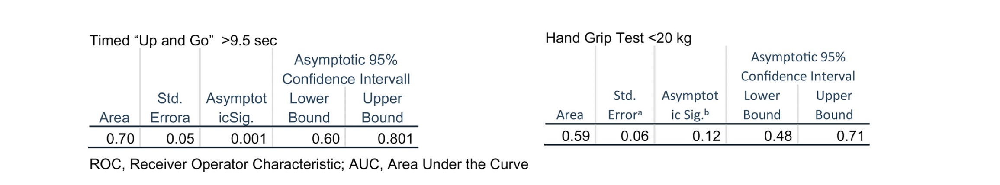 Timed “Up and Go” >9.5 sec
Asymptotic 95%
Confidence Intervall
Std. Asymptot Lower Upper
Area Errora icSig. Bound Bound
0.70 0.05 0.001 0.60 0.801
ROC, Receiver Operator Characteristic; AUC, Area Under the Curve
Hand Grip Test <20 kg
Asymptotic 95%
Confidence Interval
Std. Asymptot Lower Upper
Area Errorᵃ ic Sig.ᵇ Bound Bound
0.59 0.06 0.12 0.48 0.71